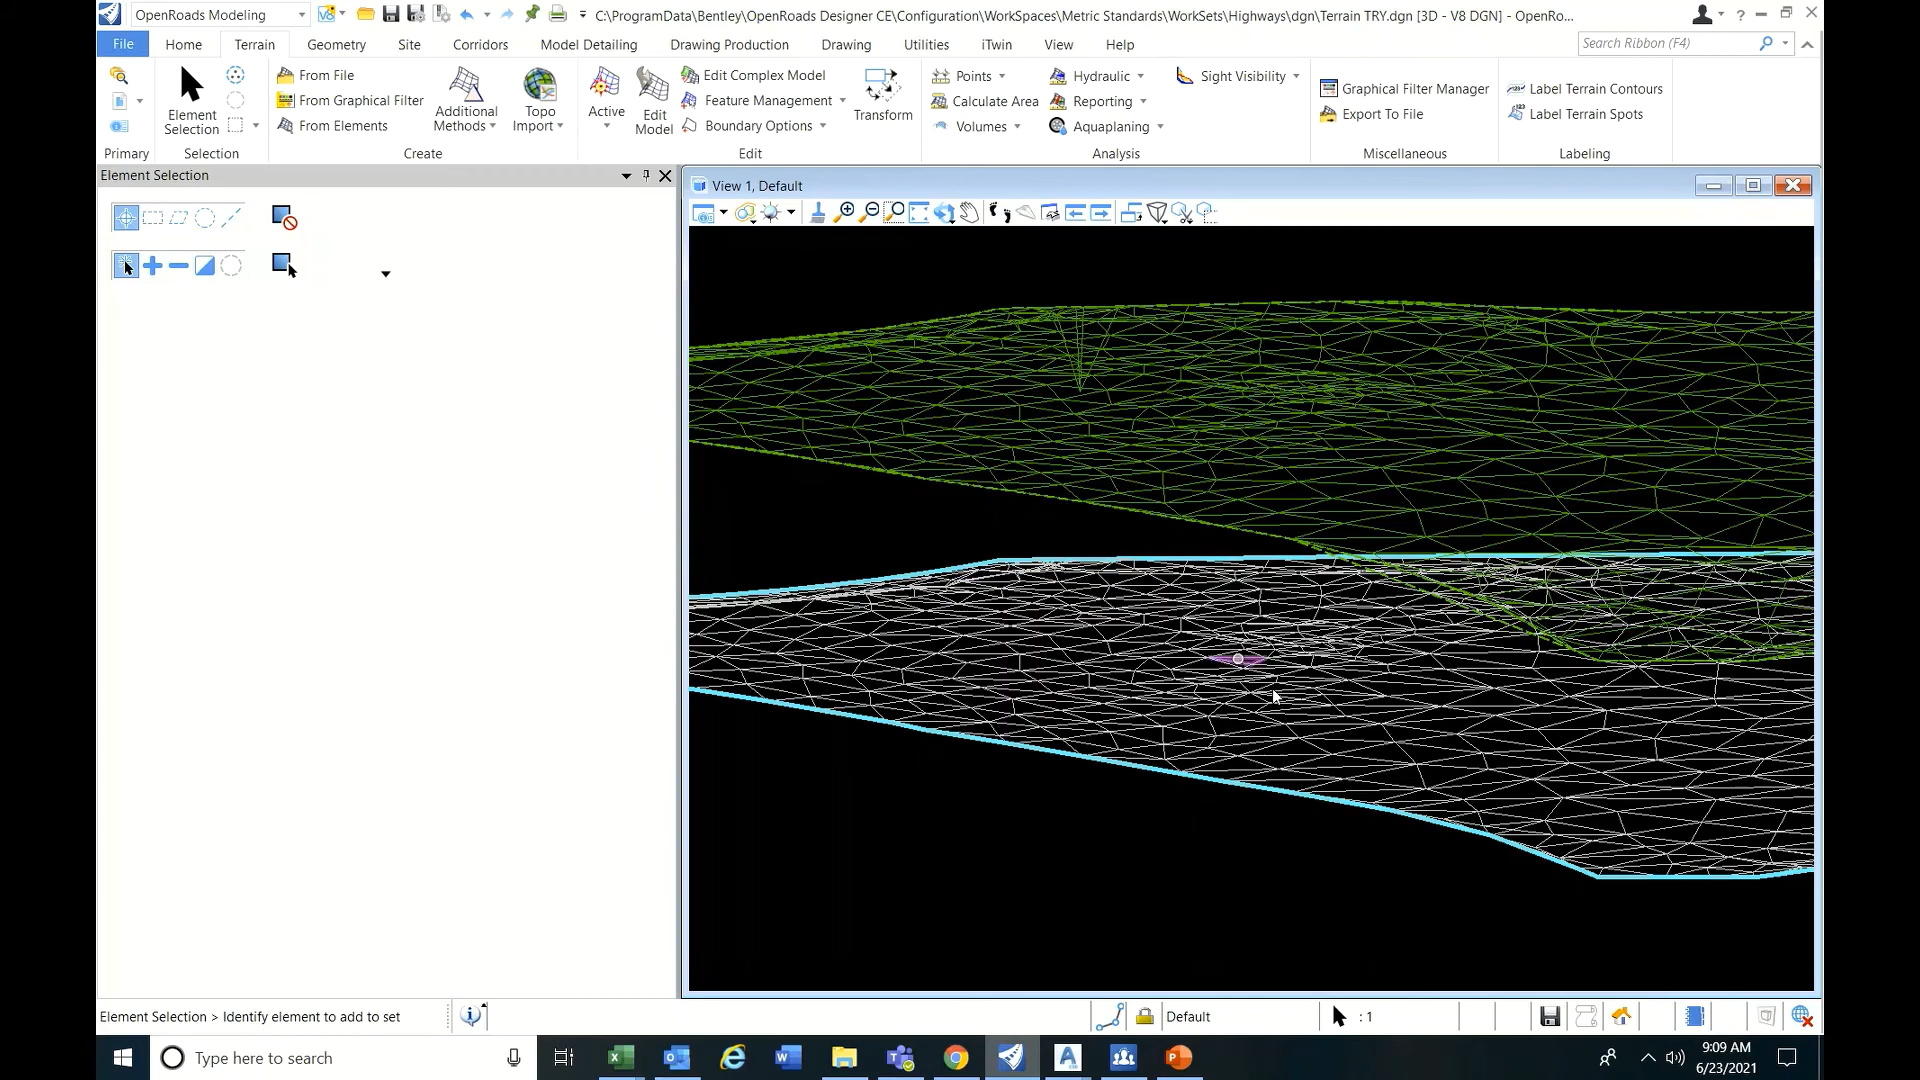 OpenRoads Modeling
C:\ProgramData\Bentley\OpenRoads Designer CE\Configuration\WorkSpaces\Metric Standards\WorkSets\Highways\dgn\Terrain TRY.dgn [3D - V8 DGN] - OpenRo...
File Home Terrain Geometry Site Corridors Model Detailing Drawing Production Drawing Utilities iTwin View Help
Search Ribbon (F4)
Element Selection
From File
From Graphical Filter
From Elements
Additional Methods
Topo Import
Active
Edit Model
Edit Complex Model
Feature Management
Boundary Options
Transform
Points
Calculate Area
Volumes
Hydraulic
Reporting
Aquaplaning
Sight Visibility
Graphical Filter Manager
Export To File
Label Terrain Contours
Label Terrain Spots
Primary Selection Create Edit Analysis Miscellaneous Labeling
Element Selection
View 1, Default
Element Selection > Identify element to add to set
Default
: 1
Type here to search
9:09 AM
6/23/2021